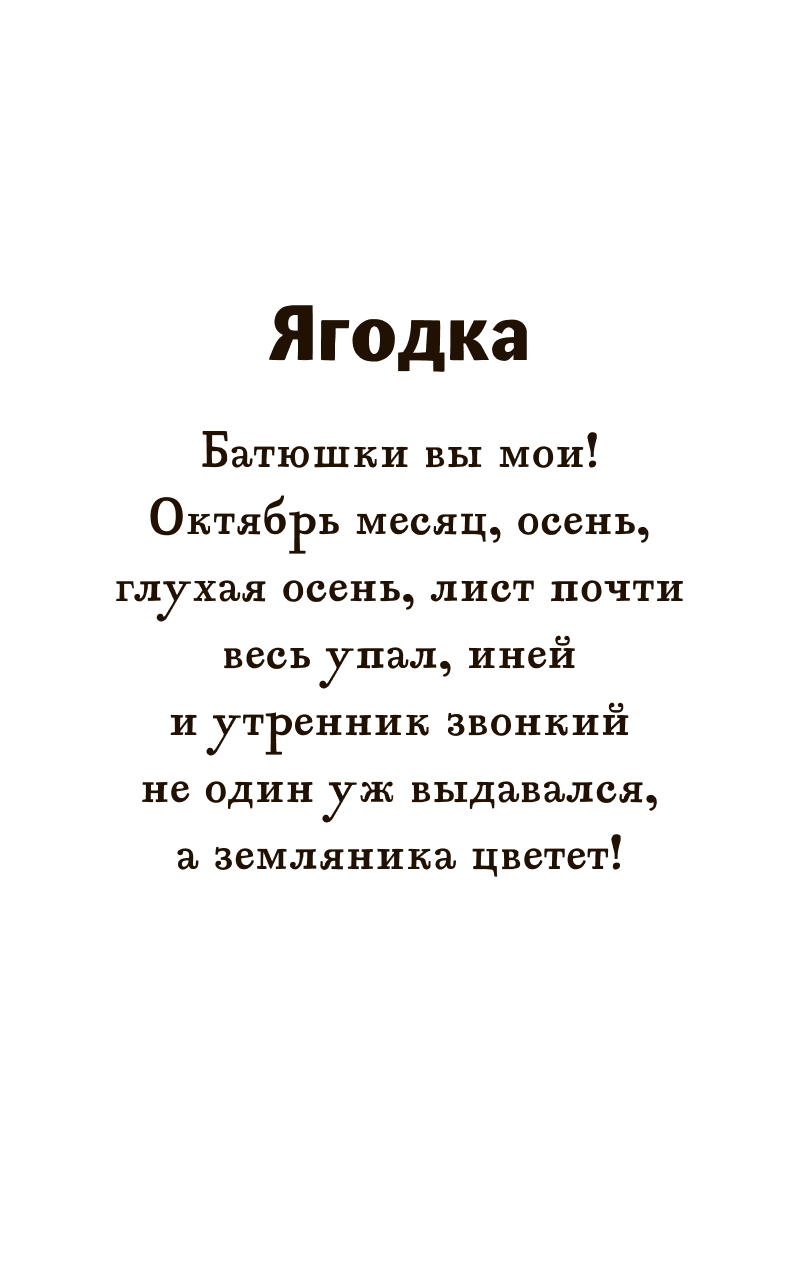 Ягодка
Батюшки вы мои!
Октябрь месяц, осень,
глухая осень, лист почти
весь упал, иней
и утренник звонкий
не один уж выдавался,
а земляника цветет!